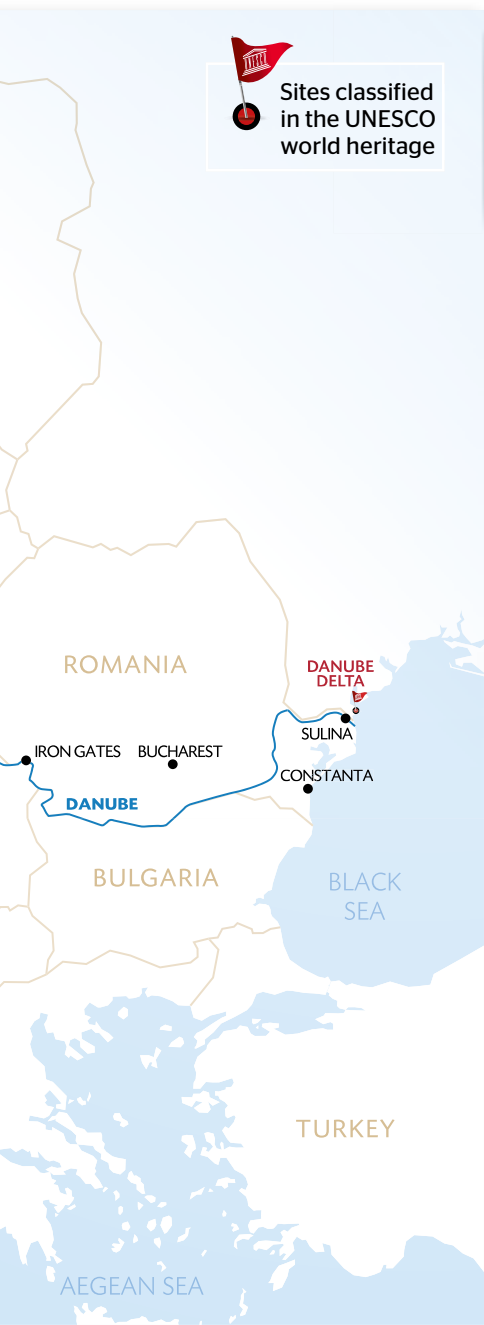 UNESCO
Sites classified
in the UNESCO
world heritage
ROMANIA
DANUBE
DELTA
SULINA
IRON GATES
BUCHAREST
CONSTANTA
DANUBE
BULGARIA
BLACK
SEA
TURKEY
AEGEAN SEA